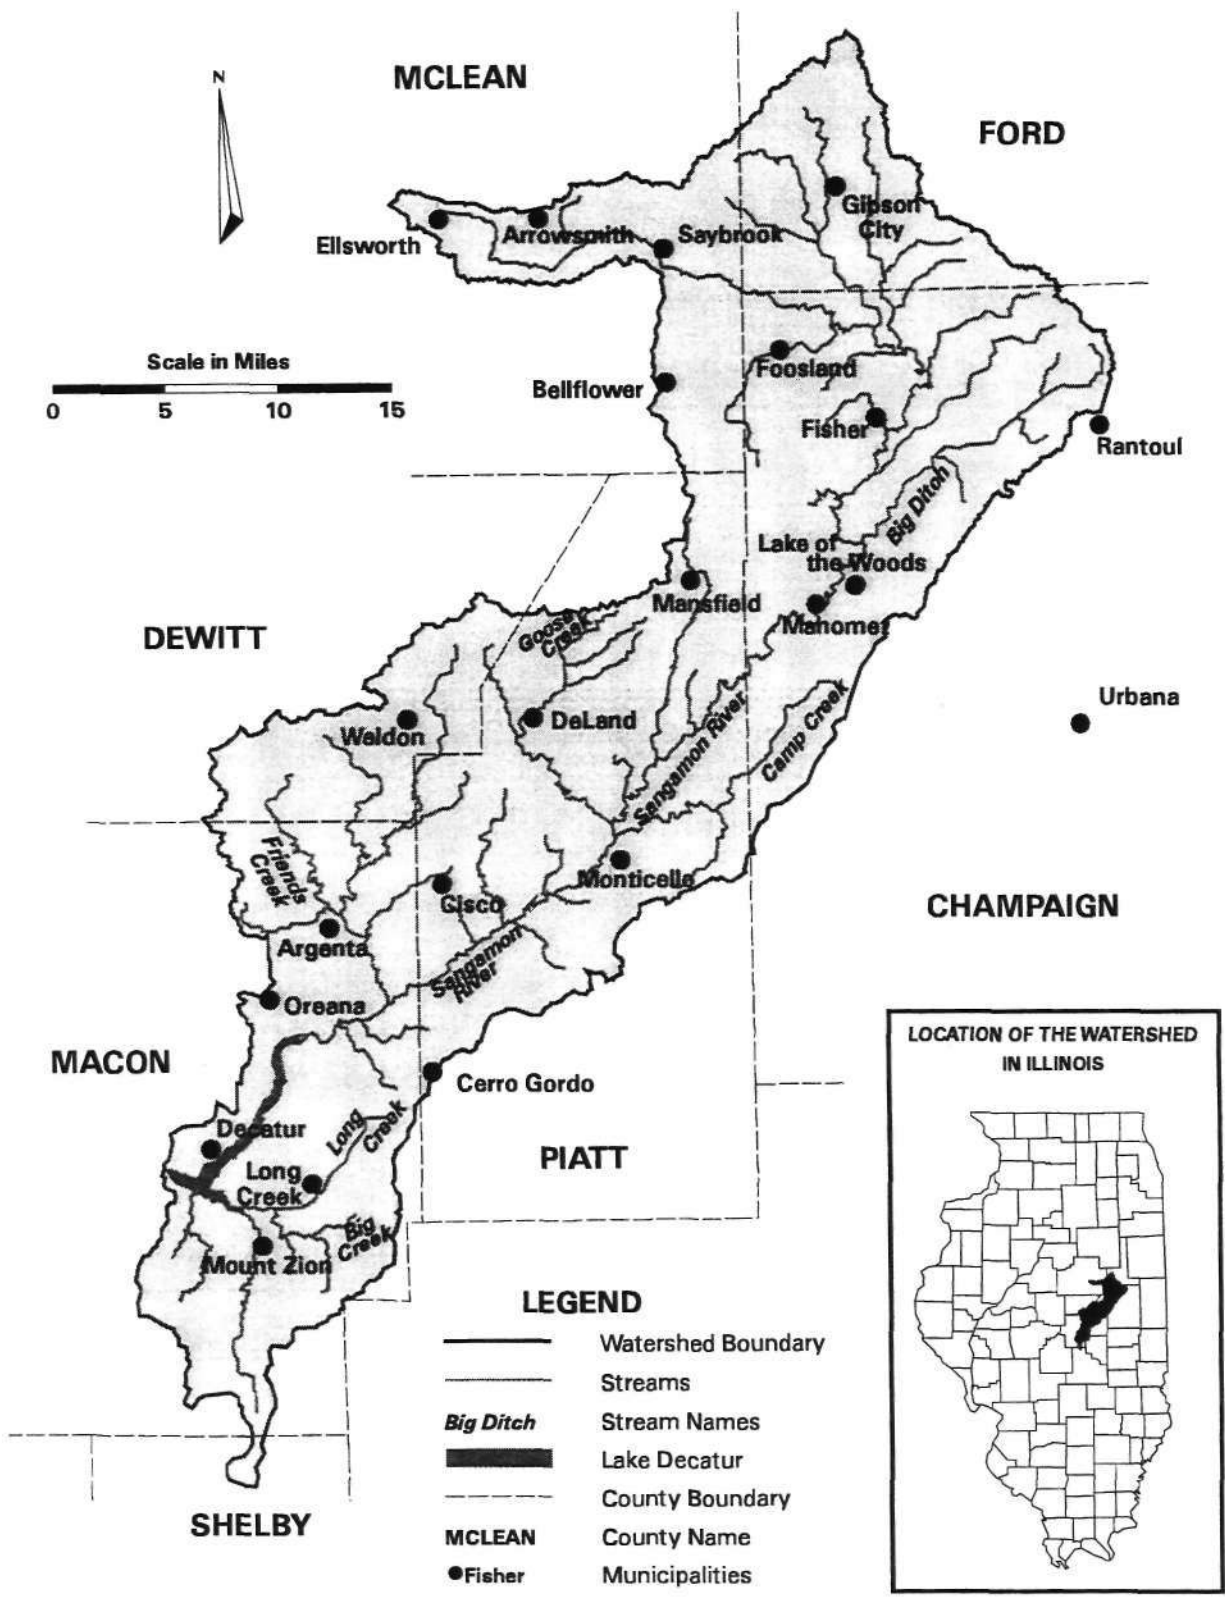 N
MCLEAN
FORD
Gibson
City
Ellsworth
Arrowsmith
Saybrook
Scale in Miles
0 5 10 15
Bellflower
Foosland
Fisher
Rantoul
Big Ditch
Lake of
the Woods
Mansfield
Mahomet
Goose
Creek
DEWITT
Urbana
Weldon
DeLand
Sangamon River
Camp Creek
Friends
Creek
Monticello
Cisco
CHAMPAIGN
Argenta
Sangamon
River
Oreana
MACON
Cerro Gordo
Decatur
Long
Creek
PIATT
Long
Creek
Big
Creek
Mount Zion
SHELBY
LEGEND
Watershed Boundary
Streams
Big Ditch Stream Names
Lake Decatur
County Boundary
MCLEAN County Name
Fisher Municipalities
LOCATION OF THE WATERSHED
IN ILLINOIS